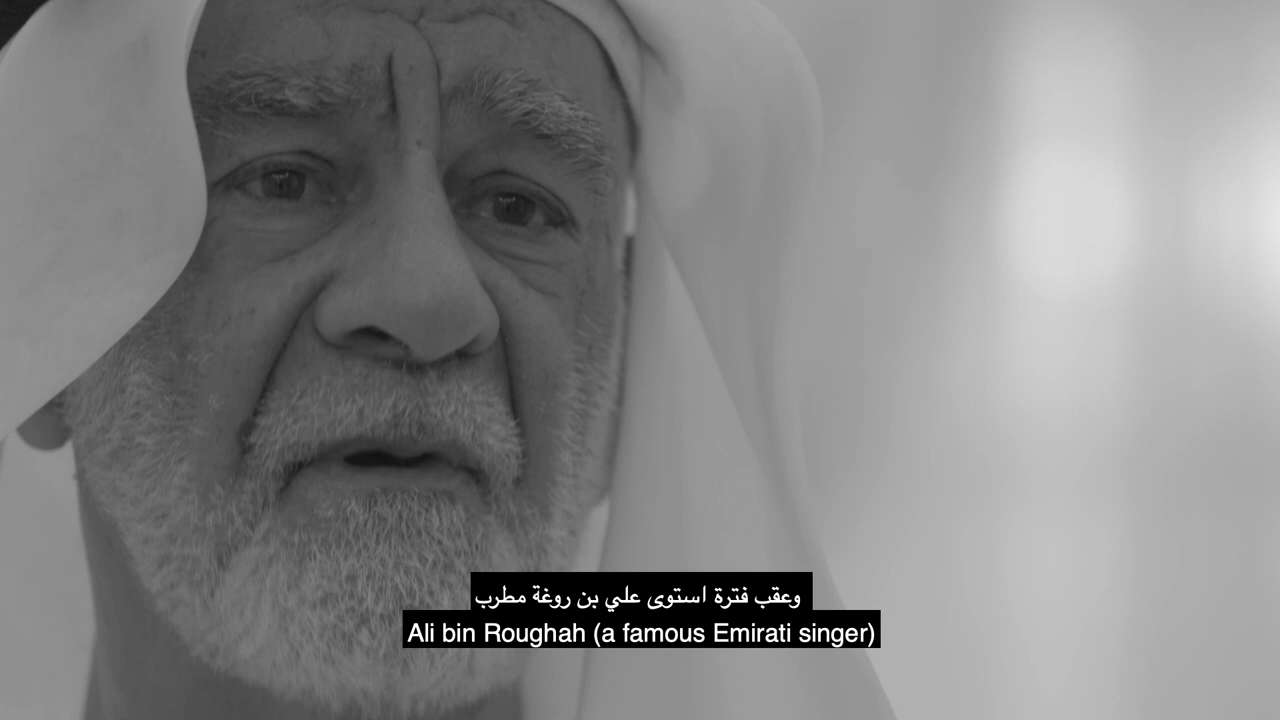 وعقب فترة استوى علي بن روغة مطرب
Ali bin Roughah (a famous Emirati singer)